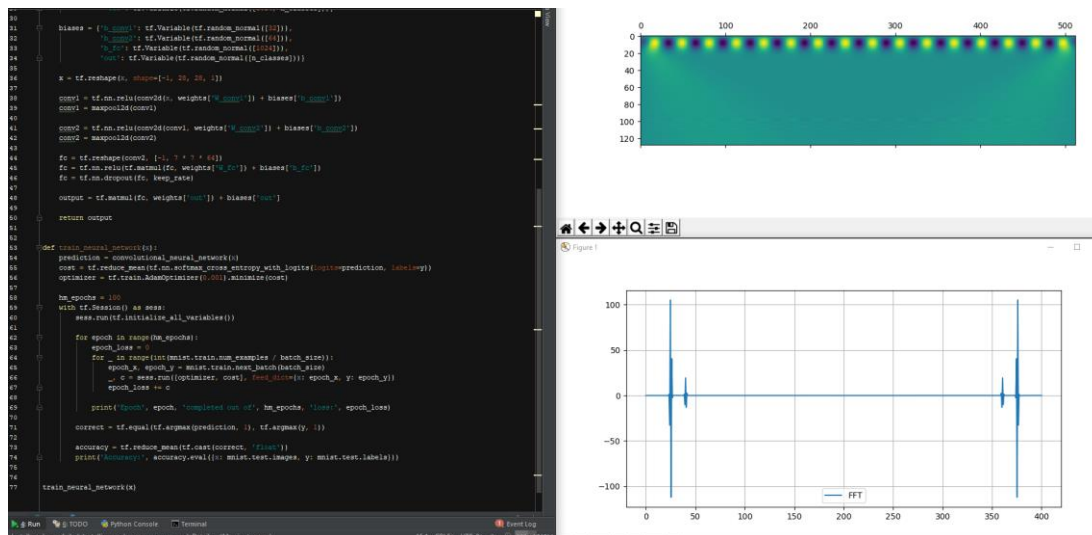 31 biases = {'b_conv1': tf.Variable(tf.random_normal([32])),
32 'b_conv2': tf.Variable(tf.random_normal([64])),
33 'b_fc': tf.Variable(tf.random_normal([1024])),
34 'out': tf.Variable(tf.random_normal([n_classes]))}
35
36 x = tf.reshape(x, shape=[-1, 28, 28, 1])
37
38 conv1 = tf.nn.relu(conv2d(x, weights['W_conv1']) + biases['b_conv1'])
39 conv1 = maxpool2d(conv1)
40
41 conv2 = tf.nn.relu(conv2d(conv1, weights['W_conv2']) + biases['b_conv2'])
42 conv2 = maxpool2d(conv2)
43
44 fc = tf.reshape(conv2, [-1, 7 * 7 * 64])
45 fc = tf.nn.relu(tf.matmul(fc, weights['W_fc']) + biases['b_fc'])
46 fc = tf.nn.dropout(fc, keep_rate)
47
48 output = tf.matmul(fc, weights['out']) + biases['out']
49
50 return output
51
52
53 def train_neural_network(x):
54 prediction = convolutional_neural_network(x)
55 cost = tf.reduce_mean(tf.nn.softmax_cross_entropy_with_logits(logits=prediction, labels=y))
56 optimizer = tf.train.AdamOptimizer(0.001).minimize(cost)
57
58 hm_epochs = 100
59 with tf.Session() as sess:
60 sess.run(tf.initialize_all_variables())
61
62 for epoch in range(hm_epochs):
63 epoch_loss = 0
64 for _ in range(int(mnist.train.num_examples / batch_size)):
65 epoch_x, epoch_y = mnist.train.next_batch(batch_size)
66 _, c = sess.run([optimizer, cost], feed_dict={x: epoch_x, y: epoch_y})
67 epoch_loss += c
68
69 print('Epoch', epoch, 'completed out of', hm_epochs, 'loss:', epoch_loss)
70
71 correct = tf.equal(tf.argmax(prediction, 1), tf.argmax(y, 1))
72
73 accuracy = tf.reduce_mean(tf.cast(correct, 'float'))
74 print('Accuracy:', accuracy.eval({x: mnist.test.images, y: mnist.test.labels}))
75
76
77 train_neural_network(x)
4: Run 6: TODO Python Console Terminal Event Log
0 100 200 300 400 500
0
20
40
60
80
100
120
Figure 1
100
50
0
−50
−100
FFT
0 50 100 150 200 250 300 350 400